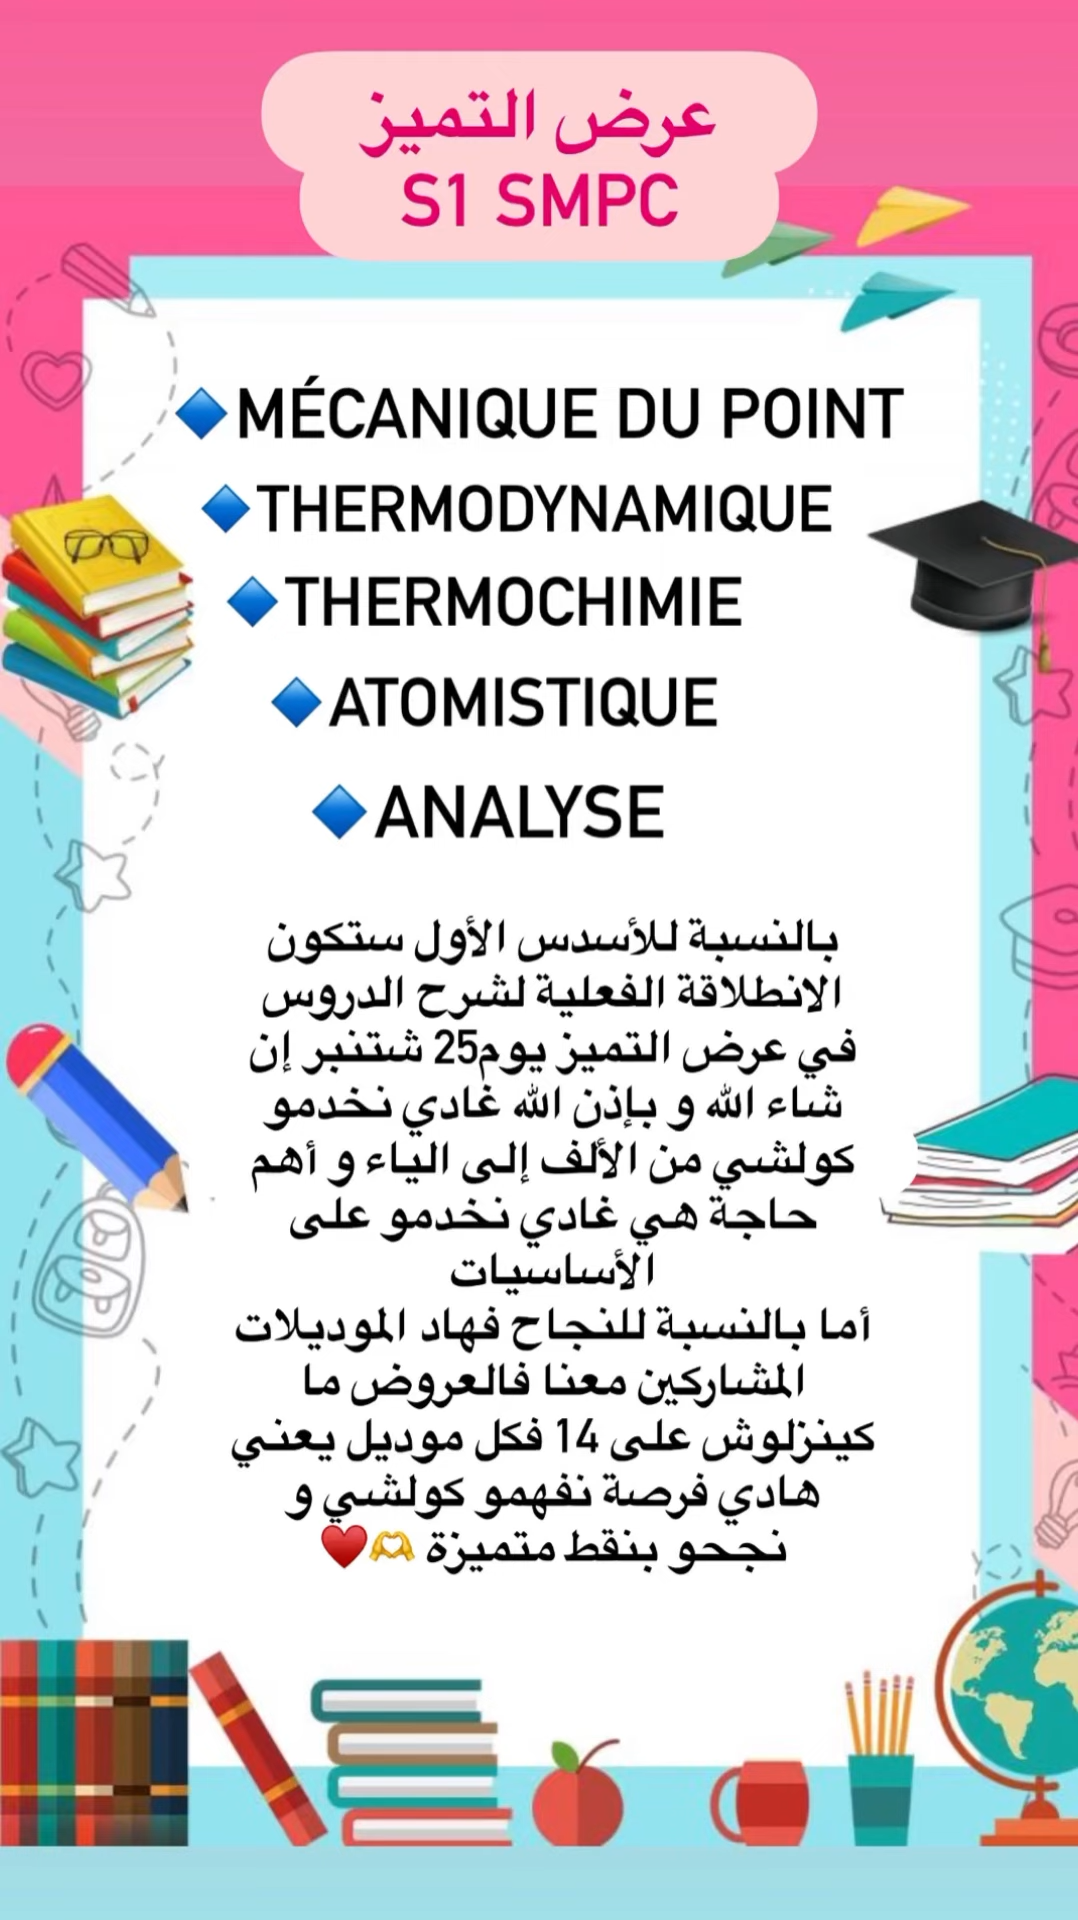 عرض التميز
S1 SMPC
🔷MÉCANIQUE DU POINT
🔷THERMODYNAMIQUE
🔷THERMOCHIMIE
🔷ATOMISTIQUE
🔷ANALYSE
بالنسبة للأسدس الأول ستكون
الانطلاقة الفعلية لشرح الدروس
في عرض التميز يوم25 شتنبر إن
شاء الله و بإذن الله غادي نخدمو
كولشي من الألف إلى الياء و أهم
حاجة هي غادي نخدمو على
الأساسيات
أما بالنسبة للنجاح فهاد الموديلات
المشاركين معنا فالعروض ما
كينزلوش على 14 فكل موديل يعني
هادي فرصة نفهمو كولشي و
نجحو بنقط متميزة 🫶♥️